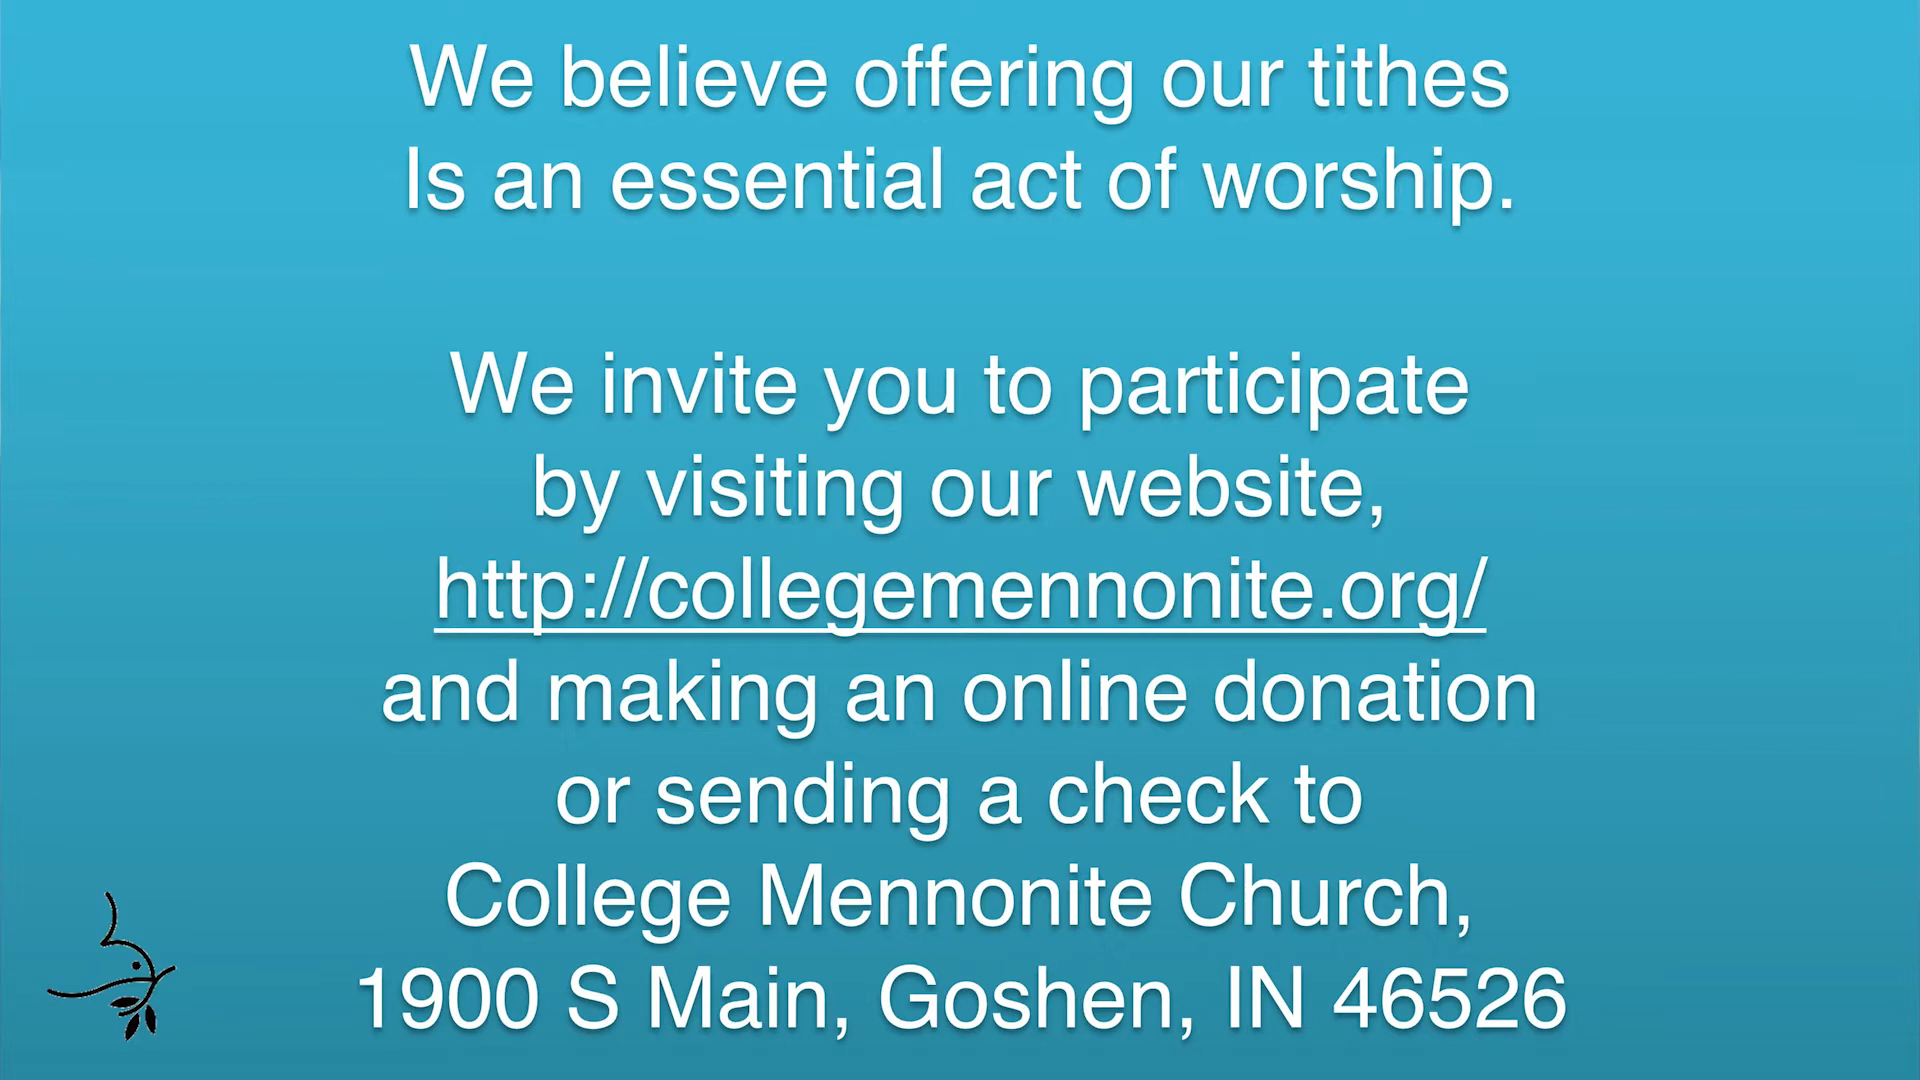 We believe offering our tithes
Is an essential act of worship.
We invite you to participate
by visiting our website,
http://collegemennonite.org/
and making an online donation
or sending a check to
College Mennonite Church,
1900 S Main, Goshen, IN 46526